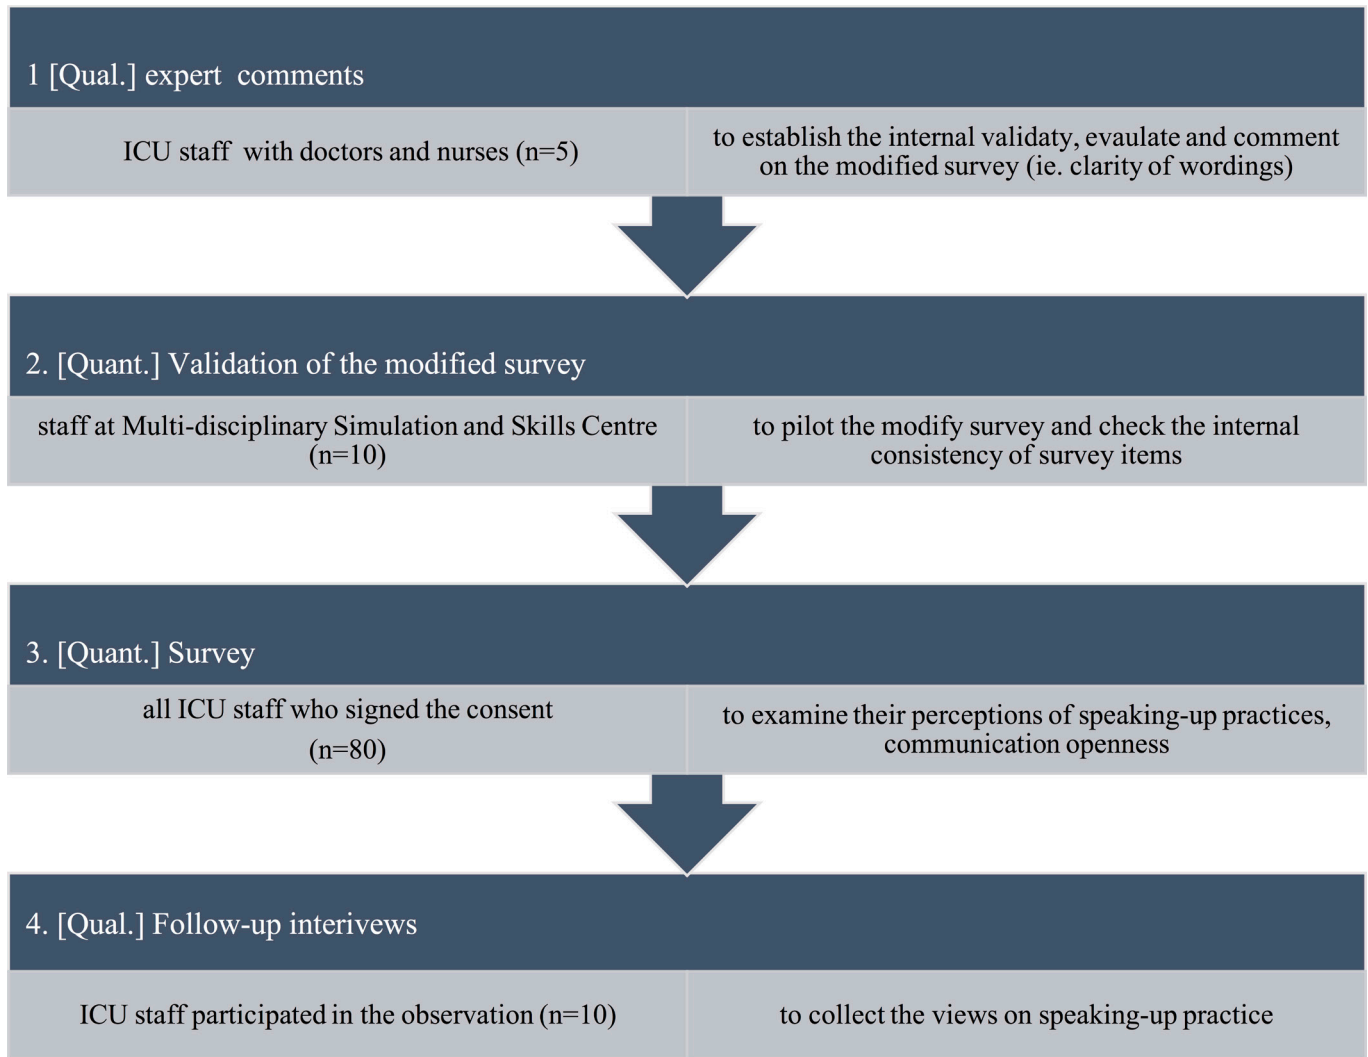 1 [Qual.] expert comments
ICU staff with doctors and nurses (n=5)
to establish the internal validaty, evaulate and comment
on the modified survey (ie. clarity of wordings)
2. [Quant.] Validation of the modified survey
staff at Multi-disciplinary Simulation and Skills Centre
(n=10)
to pilot the modify survey and check the internal
consistency of survey items
3. [Quant.] Survey
all ICU staff who signed the consent
(n=80)
to examine their perceptions of speaking-up practices,
communication openness
4. [Qual.] Follow-up interivews
ICU staff participated in the observation (n=10)
to collect the views on speaking-up practice